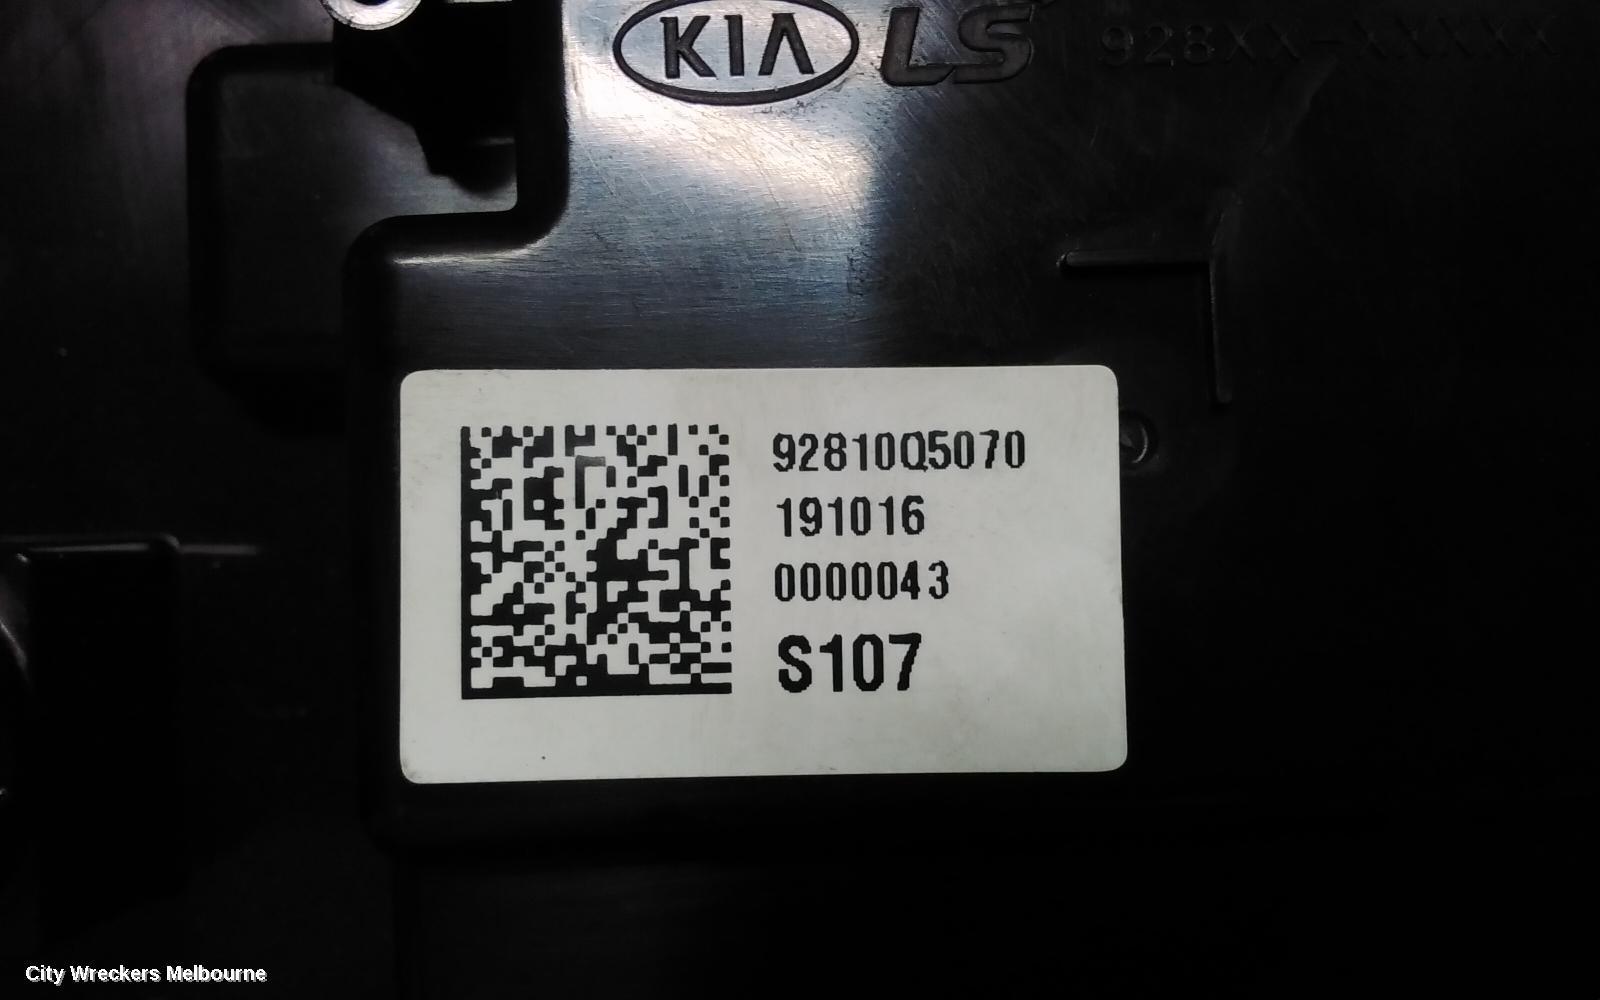 KIA LS 928XX-XXXXX
92810Q5070
191016
0000043
S107
City Wreckers Melbourne